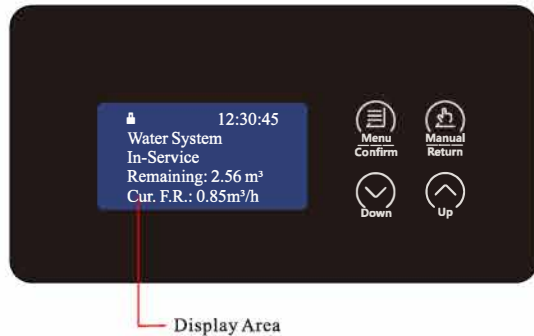 12:30:45
Water System
In-Service
Remaining: 2.56 m³
Cur. F.R.: 0.85m³/h
Menu
Confirm
Manual
Return
Down
Up
Display Area